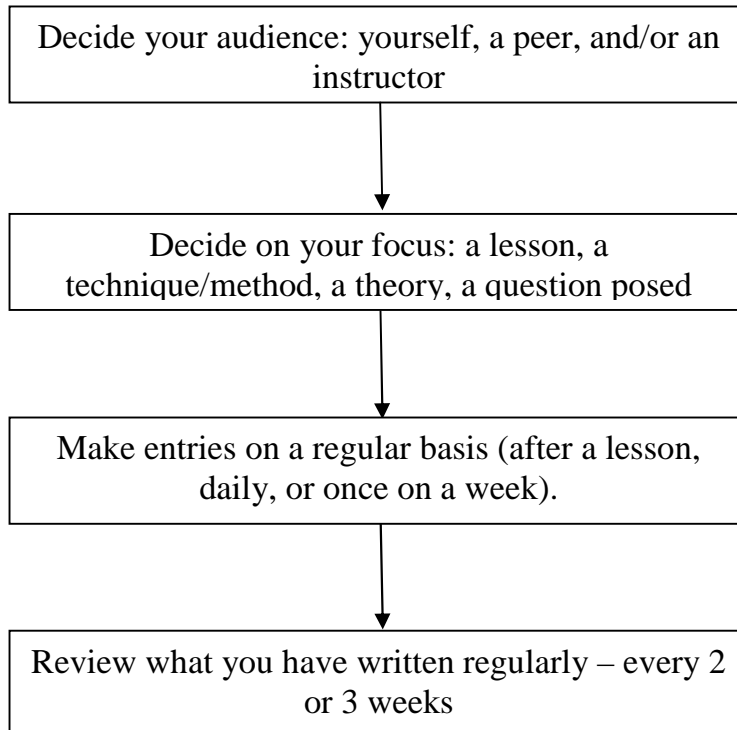 Decide your audience: yourself, a peer, and/or an
instructor
Decide on your focus: a lesson, a
technique/method, a theory, a question posed
Make entries on a regular basis (after a lesson,
daily, or once on a week).
Review what you have written regularly – every 2
or 3 weeks